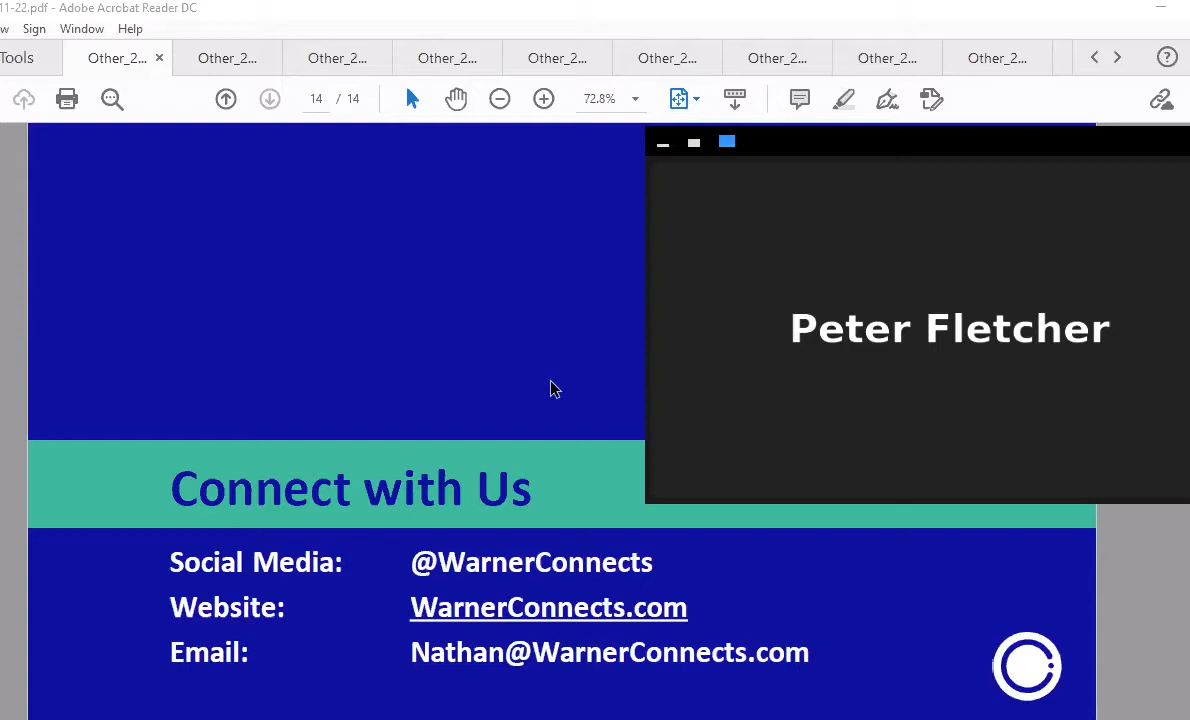 11-22.pdf - Adobe Acrobat Reader DC
w Sign Window Help
Tools Other_2... × Other_2... Other_2... Other_2... Other_2... Other_2... Other_2... Other_2... Other_2... ?
14 / 14 72.8%
Peter Fletcher
Connect with Us
Social Media: @WarnerConnects
Website: WarnerConnects.com
Email: Nathan@WarnerConnects.com